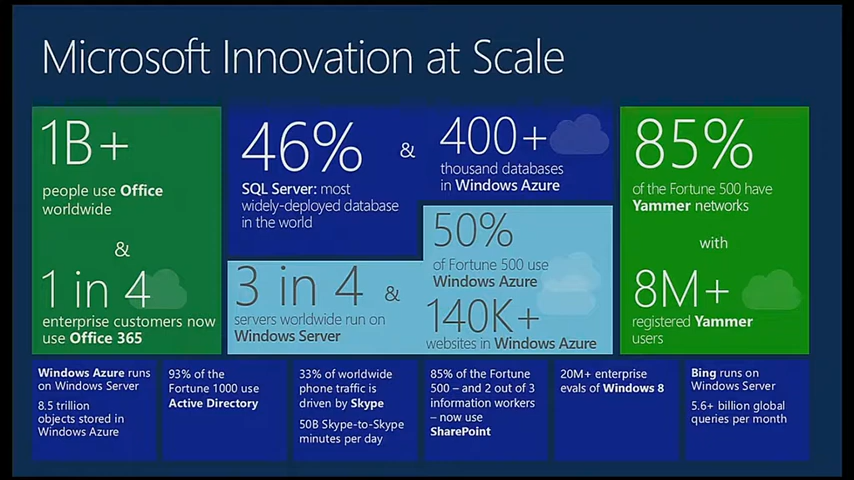 Microsoft Innovation at Scale
1B+
people use Office
worldwide
&
1 in 4
enterprise customers now
use Office 365
46%
SQL Server: most
widely-deployed database
in the world
&
400+
thousand databases
in Windows Azure
3 in 4
servers worldwide run on
Windows Server
&
50%
of Fortune 500 use
Windows Azure
140K+
websites in Windows Azure
85%
of the Fortune 500 have
Yammer networks
with
8M+
registered Yammer
users
Windows Azure runs
on Windows Server
8.5 trillion
objects stored in
Windows Azure
93% of the
Fortune 1000 use
Active Directory
33% of worldwide
phone traffic is
driven by Skype
50B Skype-to-Skype
minutes per day
85% of the Fortune
500 – and 2 out of 3
information workers
– now use
SharePoint
20M+ enterprise
evals of Windows 8
Bing runs on
Windows Server
5.6+ billion global
queries per month